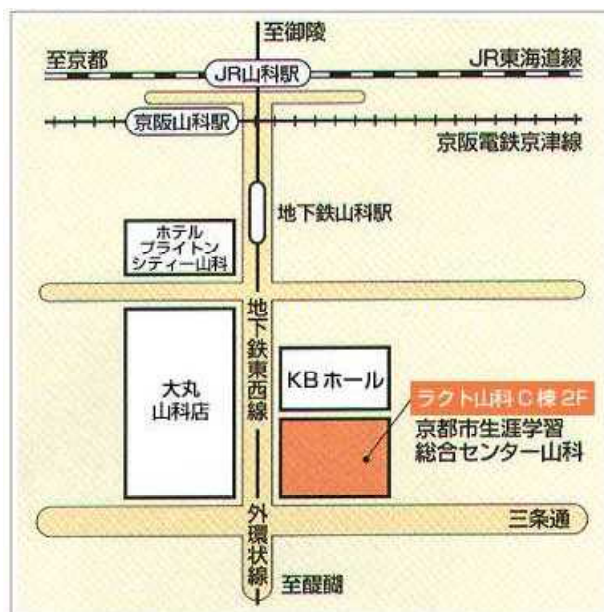 至御陵
至京都
JR東海道線
JR山科駅
京阪山科駅
京阪電鉄京津線
地下鉄山科駅
ホテル
ブライトン
シティー山科
地下鉄東西線
大丸
山科店
KBホール
ラクト山科C棟2F
京都市生涯学習
総合センター山科
外環状線
三条通
至醍醐